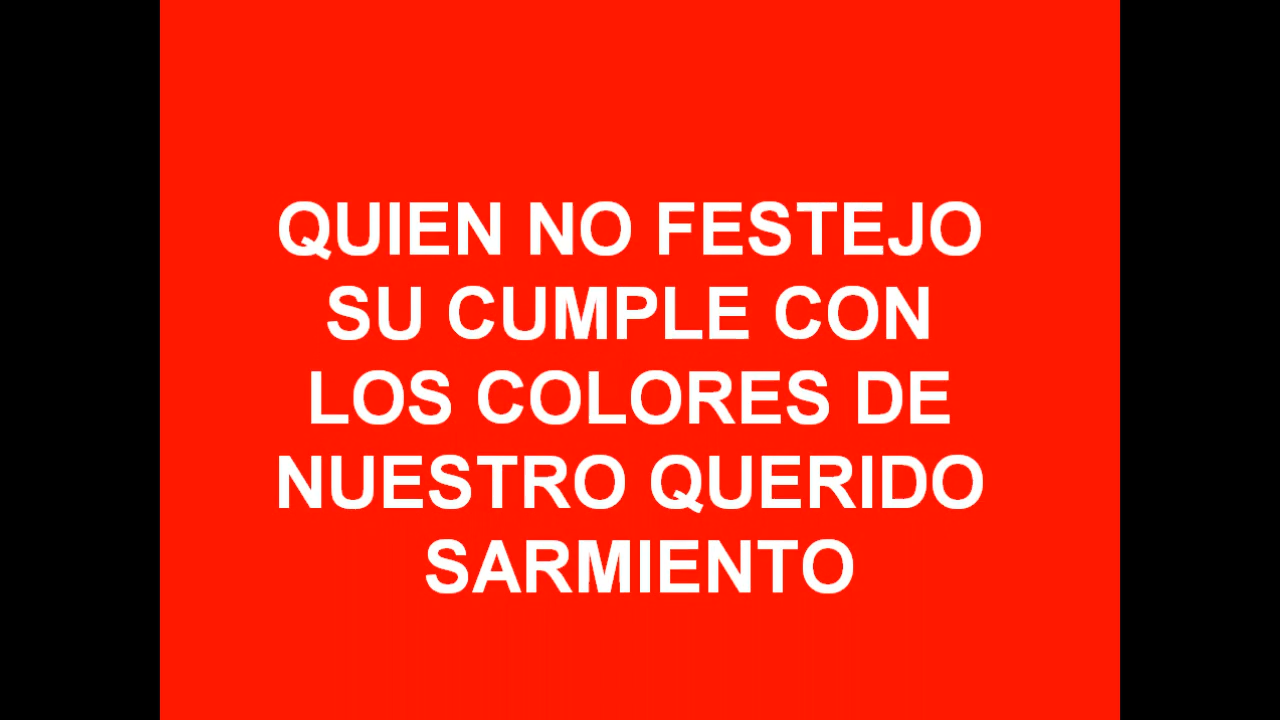 QUIEN NO FESTEJO
SU CUMPLE CON
LOS COLORES DE
NUESTRO QUERIDO
SARMIENTO